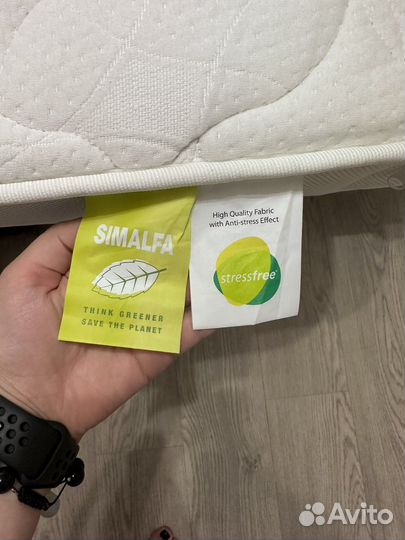 SIMALFA
THINK GREENER
SAVE THE PLANET
High Quality Fabric
with Anti-stress Effect
stressfree®
Avito